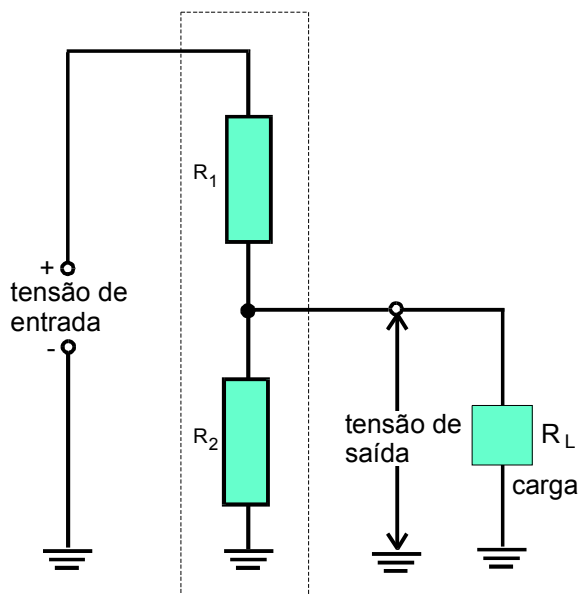 R1
+
tensão de
entrada
-
R2
tensão de
saída
RL
carga